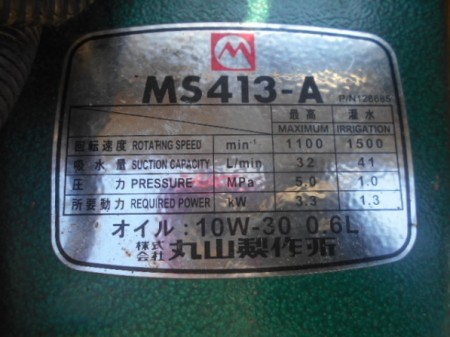 MS413-A
P/N128685
最高 灌水
MAXIMUM IRRIGATION
回転速度 ROTATING SPEED min⁻¹ 1100 1500
吸水量 SUCTION CAPACITY L/min 32 41
圧力 PRESSURE MPa 5.0 1.0
所要動力 REQUIRED POWER kW 3.3 1.3
オイル:10W-30 0.6L
株式会社 丸山製作所